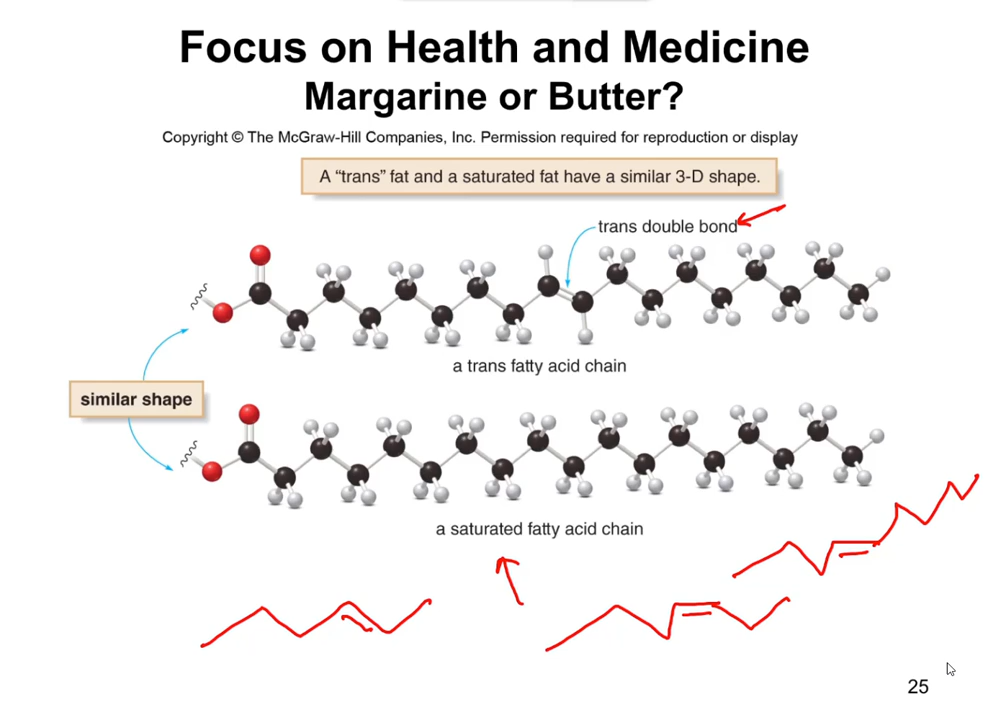 Focus on Health and Medicine
Margarine or Butter?
Copyright © The McGraw-Hill Companies, Inc. Permission required for reproduction or display
A “trans” fat and a saturated fat have a similar 3-D shape.
trans double bond
a trans fatty acid chain
similar shape
a saturated fatty acid chain
25